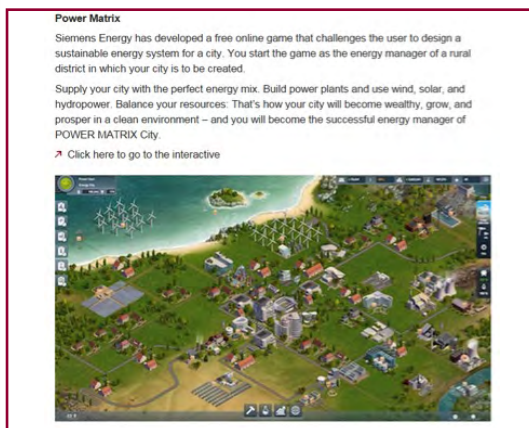 Power Matrix
Siemens Energy has developed a free online game that challenges the user to design a
sustainable energy system for a city. You start the game as the energy manager of a rural
district in which your city is to be created.
Supply your city with the perfect energy mix. Build power plants and use wind, solar, and
hydropower. Balance your resources: That's how your city will become wealthy, grow, and
prosper in a clean environment – and you will become the successful energy manager of
POWER MATRIX City.
Click here to go to the interactive